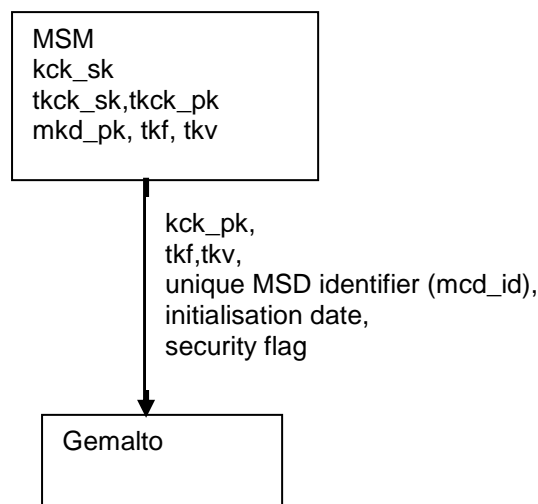 MSM
kck_sk
tkck_sk,tkck_pk
mkd_pk, tkf, tkv
kck_pk,
tkf,tkv,
unique MSD identifier (mcd_id),
initialisation date,
security flag
Gemalto